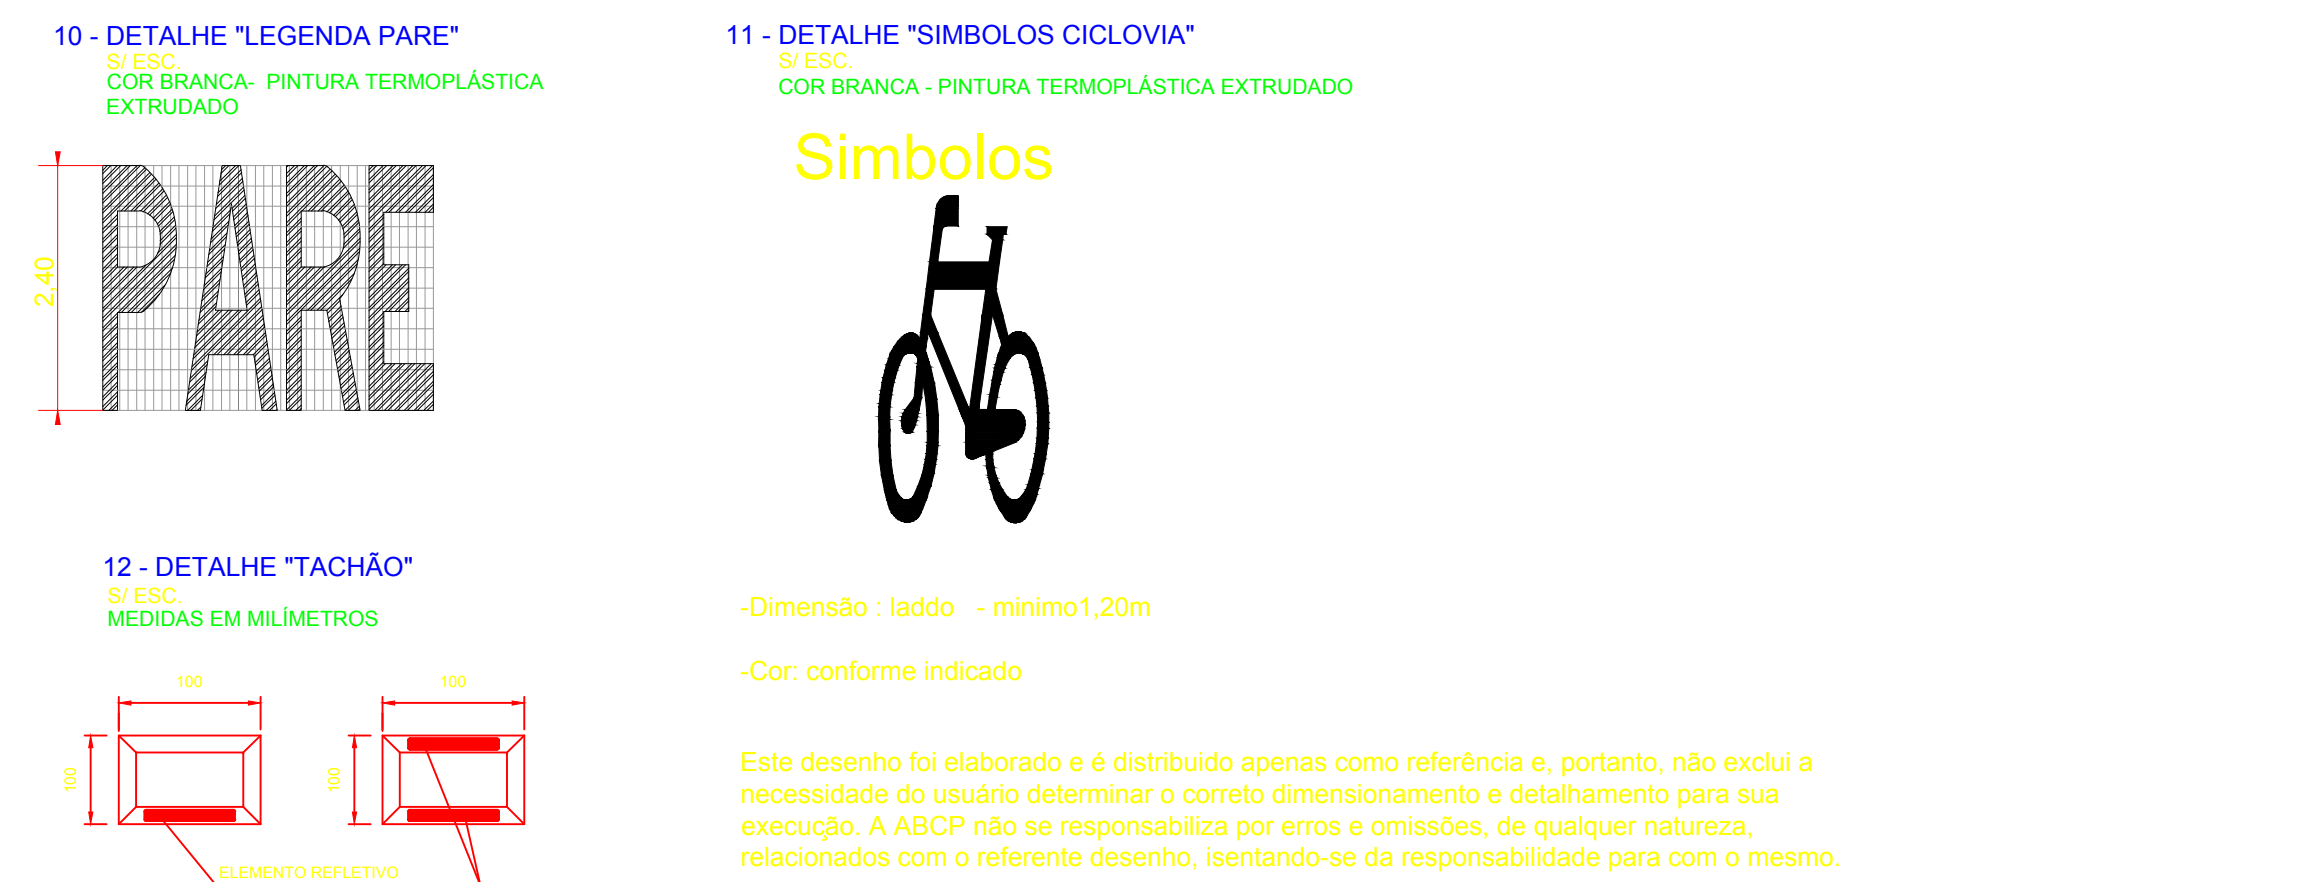 10 - DETALHE "LEGENDA PARE"
S/ ESC.
COR BRANCA-  PINTURA TERMOPLÁSTICA
EXTRUDADO
2,40
PARE
11 - DETALHE "SIMBOLOS CICLOVIA"
S/ ESC.
COR BRANCA - PINTURA TERMOPLÁSTICA EXTRUDADO
Simbolos
-Dimensão : laddo   - minimo1,20m
-Cor: conforme indicado
Este desenho foi elaborado e é distribuido apenas como referência e, portanto, não exclui a
necessidade do usuário determinar o correto dimensionamento e detalhamento para sua
execução. A ABCP não se responsabiliza por erros e omissões, de qualquer natureza,
relacionados com o referente desenho, isentando-se da responsabilidade para com o mesmo.
12 - DETALHE "TACHÃO"
S/ ESC.
MEDIDAS EM MILÍMETROS
100
100
100
100
ELEMENTO REFLETIVO